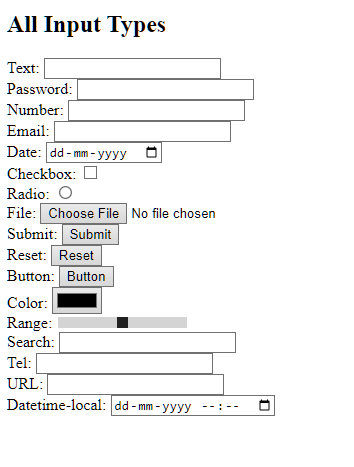 All Input Types
Text:
Password:
Number:
Email:
Date: dd-mm-yyyy
Checkbox:
Radio:
File: Choose File No file chosen
Submit: Submit
Reset: Reset
Button: Button
Color:
Range:
Search:
Tel:
URL:
Datetime-local: dd-mm-yyyy --:--